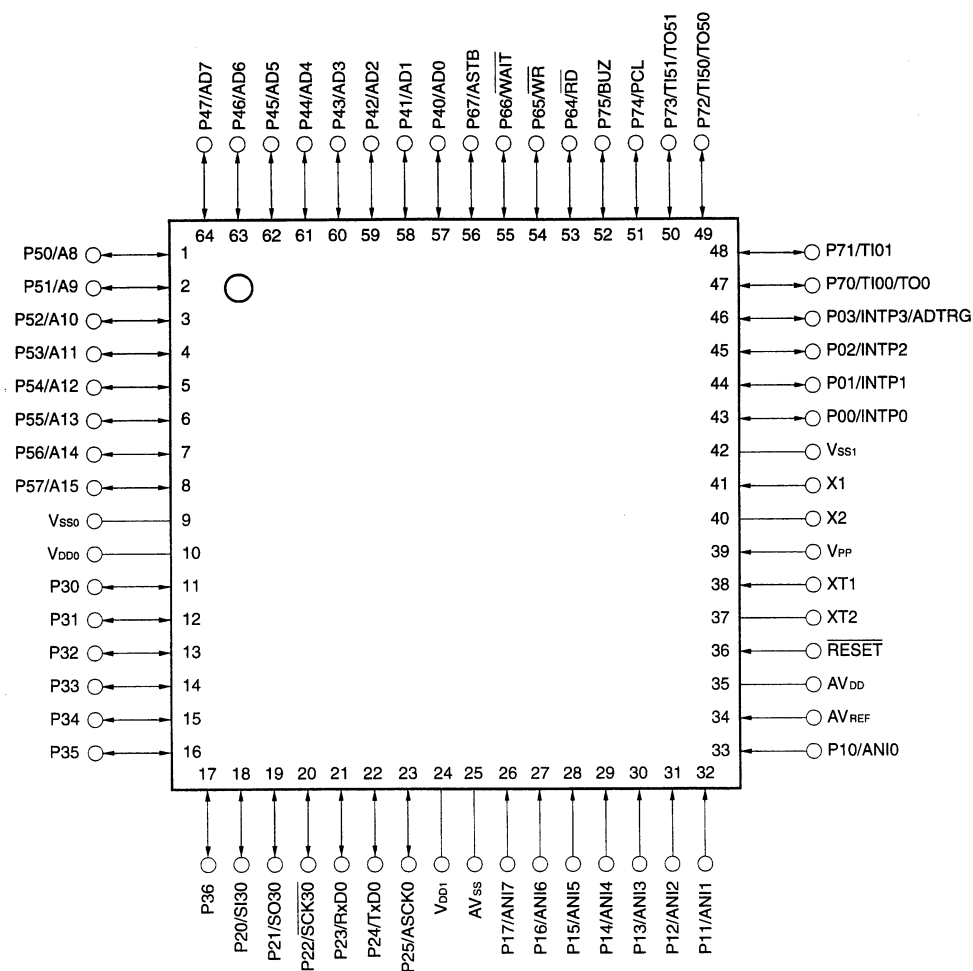 P47/AD7
P46/AD6
P45/AD5
P44/AD4
P43/AD3
P42/AD2
P41/AD1
P40/AD0
P67/ASTB
P66/WAIT
P65/WR
P64/RD
P75/BUZ
P74/PCL
P73/TI51/TO51
P72/TI50/TO50
64 63 62 61 60 59 58 57 56 55 54 53 52 51 50 49
P50/A8 1
P51/A9 2
P52/A10 3
P53/A11 4
P54/A12 5
P55/A13 6
P56/A14 7
P57/A15 8
VSS0 9
VDD0 10
P30 11
P31 12
P32 13
P33 14
P34 15
P35 16
48 P71/TI01
47 P70/TI00/TO0
46 P03/INTP3/ADTRG
45 P02/INTP2
44 P01/INTP1
43 P00/INTP0
42 VSS1
41 X1
40 X2
39 VPP
38 XT1
37 XT2
36 RESET
35 AVDD
34 AVREF
33 P10/ANI0
17 18 19 20 21 22 23 24 25 26 27 28 29 30 31 32
P36
P20/SI30
P21/SO30
P22/SCK30
P23/RxD0
P24/TxD0
P25/ASCK0
VDD1
AVSS
P17/ANI7
P16/ANI6
P15/ANI5
P14/ANI4
P13/ANI3
P12/ANI2
P11/ANI1